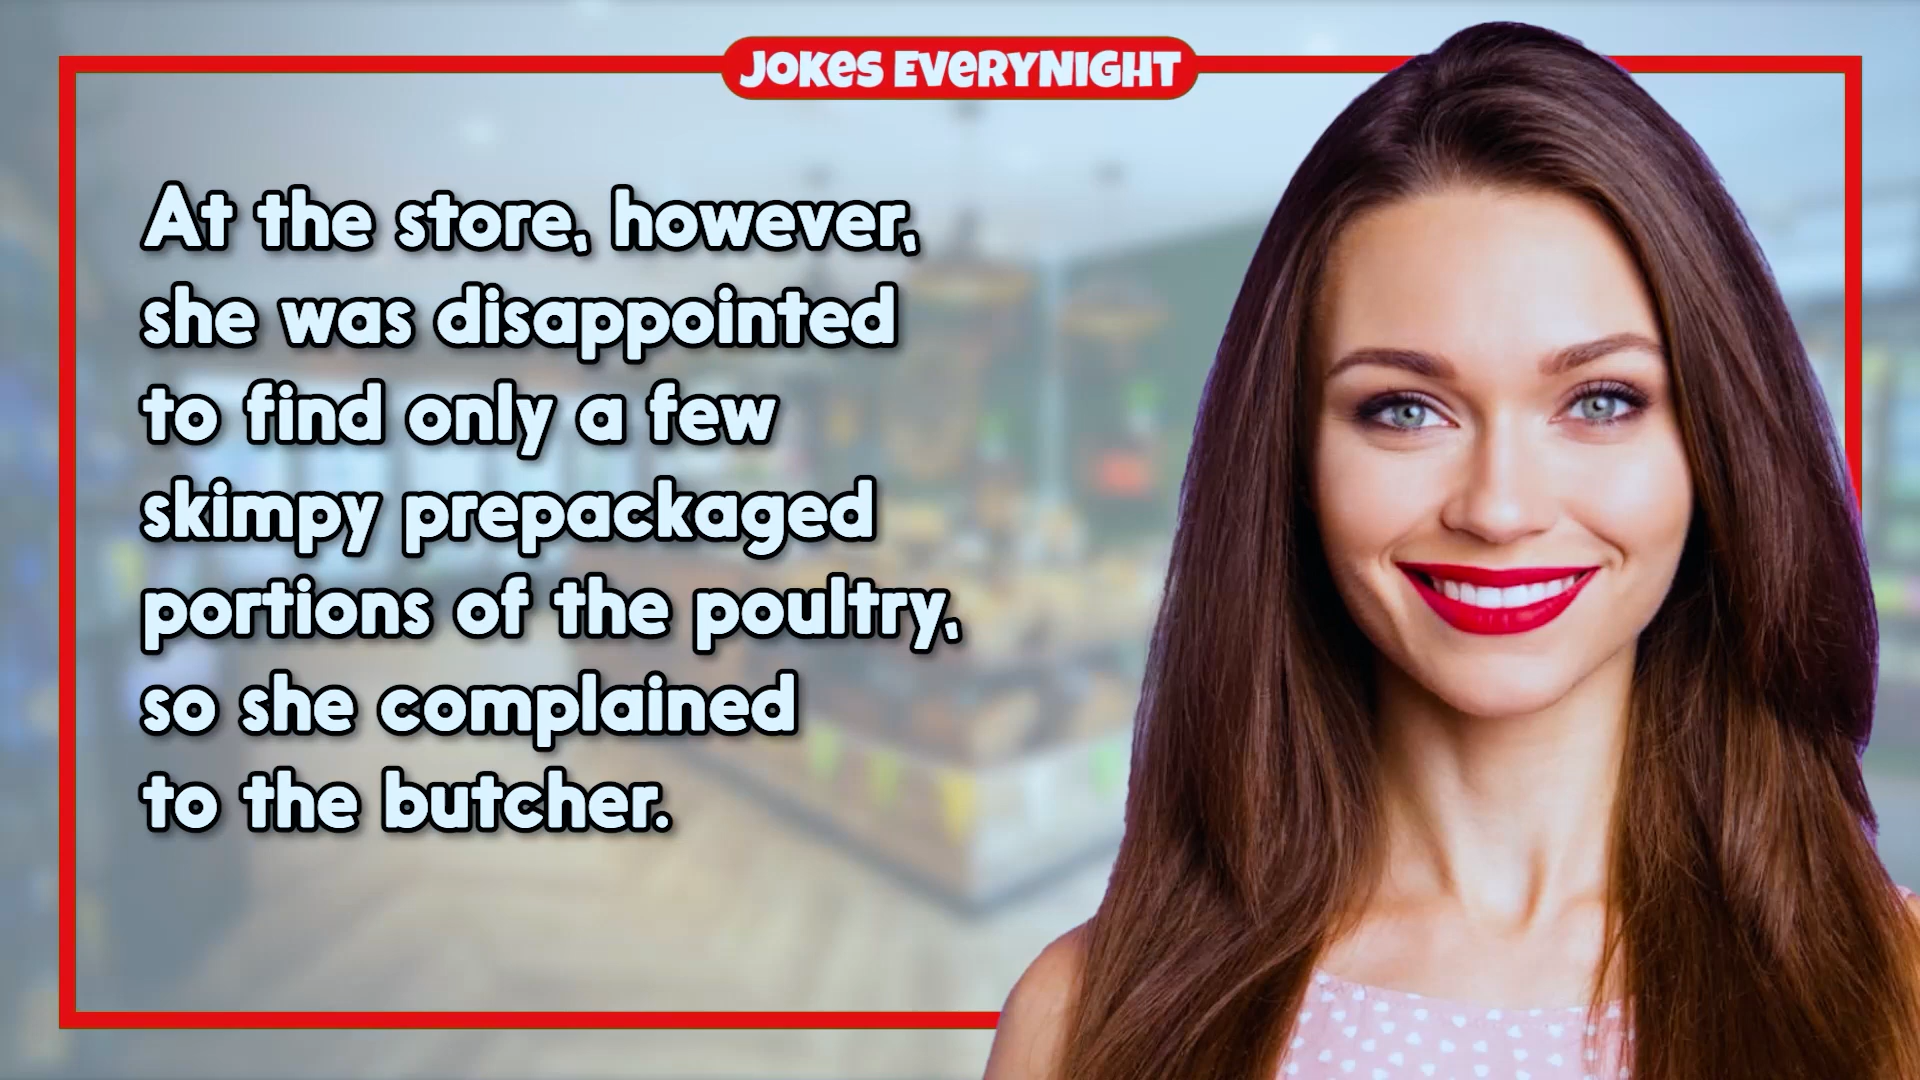 JOKES EVERYNIGHT
At the store, however,
she was disappointed
to find only a few
skimpy prepackaged
portions of the poultry,
so she complained
to the butcher.